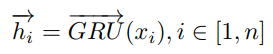 $\overrightarrow{h_i} = \overrightarrow{GRU}(x_i), i \in [1, n]$